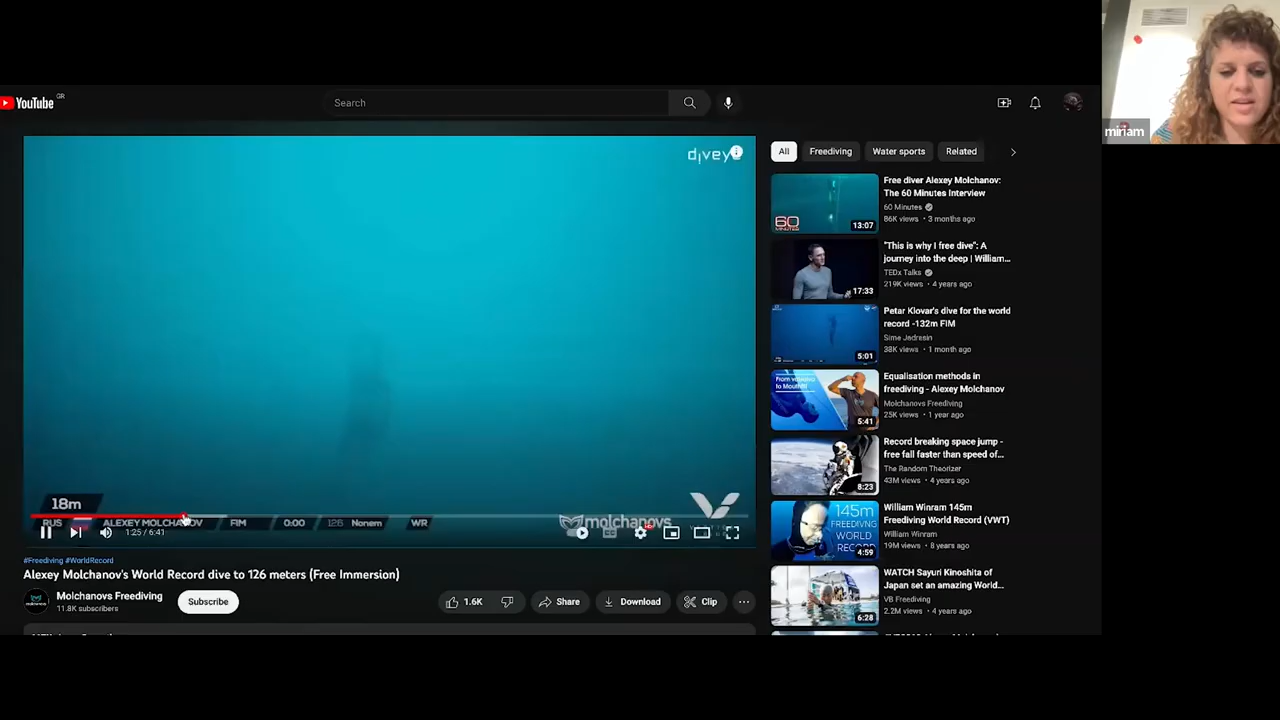 YouTube GR
Search
miriam
divey
All
Freediving
Water sports
Related
Free diver Alexey Molchanov:
The 60 Minutes Interview
60 Minutes
86K views • 3 months ago
60
MINUTES
13:07
"This is why I free dive": A
journey into the deep | William...
TEDx Talks
219K views • 4 years ago
17:33
Petar Klovar's dive for the world
record -132m FIM
Sime Jedresin
38K views • 1 month ago
5:01
Equalisation methods in
freediving - Alexey Molchanov
Molchanovs Freediving
25K views • 1 year ago
5:41
Record breaking space jump -
free fall faster than speed of...
The Random Theorizer
43M views • 4 years ago
8:23
William Winram 145m
Freediving World Record (VWT)
William Winram
19M views • 8 years ago
145m
FREEDIVING
WORLD
RECORD
4:59
WATCH Sayuri Kinoshita of
Japan set an amazing World...
VB Freediving
2.2M views • 4 years ago
6:28
18m
RUS ALEXEY MOLCHANOV FIM 0:00 126 Nonem WR
molchanovs
1:25 / 6:41
#Freediving #WorldRecord
Alexey Molchanov's World Record dive to 126 meters (Free Immersion)
Molchanovs Freediving
11.8K subscribers
Subscribe
1.6K
Share
Download
Clip